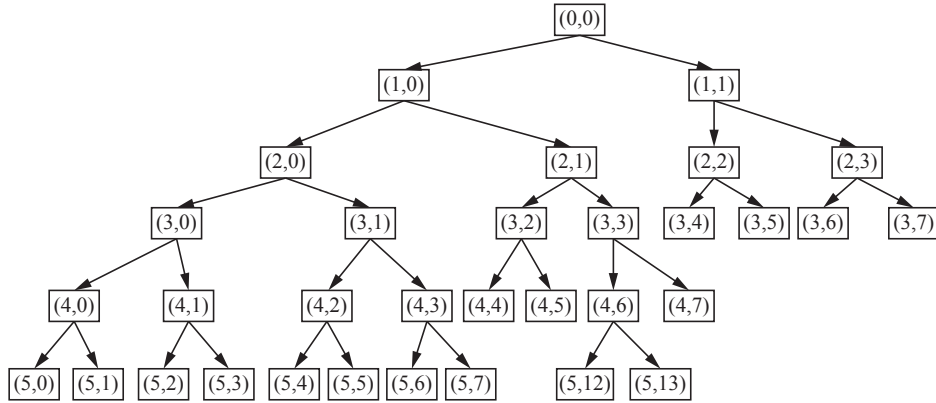 (0,0)
(1,0) (1,1)
(2,0) (2,1) (2,2) (2,3)
(3,0) (3,1) (3,2) (3,3) (3,4) (3,5) (3,6) (3,7)
(4,0) (4,1) (4,2) (4,3) (4,4) (4,5) (4,6) (4,7)
(5,0) (5,1) (5,2) (5,3) (5,4) (5,5) (5,6) (5,7) (5,12) (5,13)